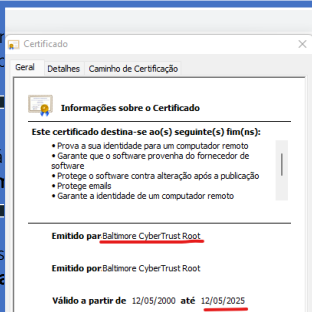 Certificado
Geral
Detalhes
Caminho de Certificação
Informações sobre o Certificado
Este certificado destina-se ao(s) seguinte(s) fim(ns):
• Prova a sua identidade para um computador remoto
• Garante que o software provenha do fornecedor de
software
• Protege o software contra alteração após a publicação
• Protege emails
• Garante a identidade de um computador remoto
Emitido par Baltimore CyberTrust Root
Emitido por Baltimore CyberTrust Root
Válido a partir de 12/05/2000 até 12/05/2025